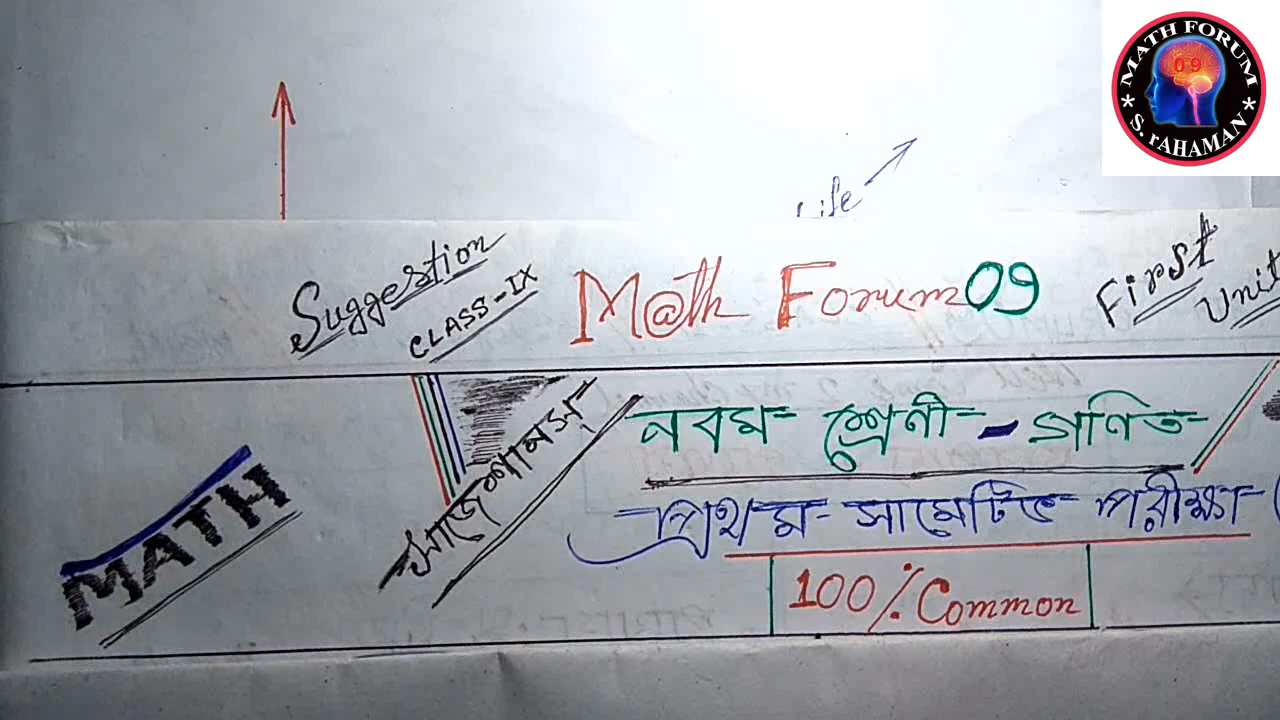 MATH FORUM
09
* S. rAHAMAN *
Life
Suggestion
CLASS-IX
M@th Forum09
First
Unit
MATH
সাজেশানস্
নবম শ্রেণী - গণিত
প্রথম সামেটিভ পরীক্ষা (
100% Common